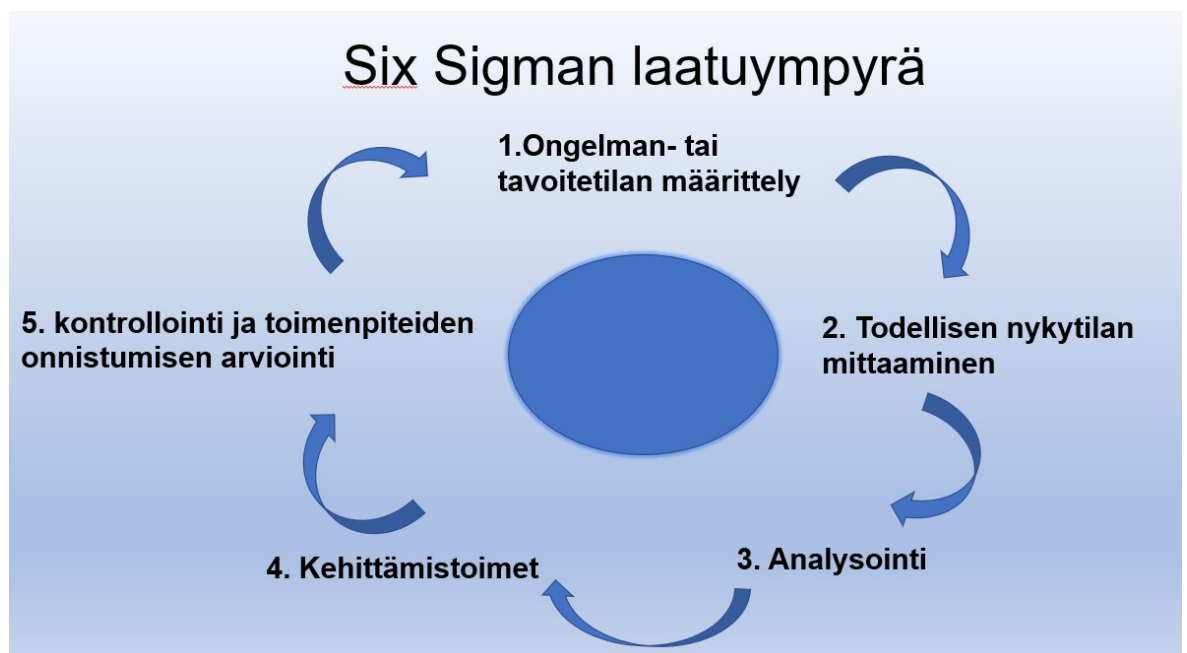 Six Sigman laatuympyrä
1.Ongelman- tai
tavoitetilan määrittely
2. Todellisen nykytilan
mittaaminen
3. Analysointi
4. Kehittämistoimet
5. kontrollointi ja toimenpiteiden
onnistumisen arviointi